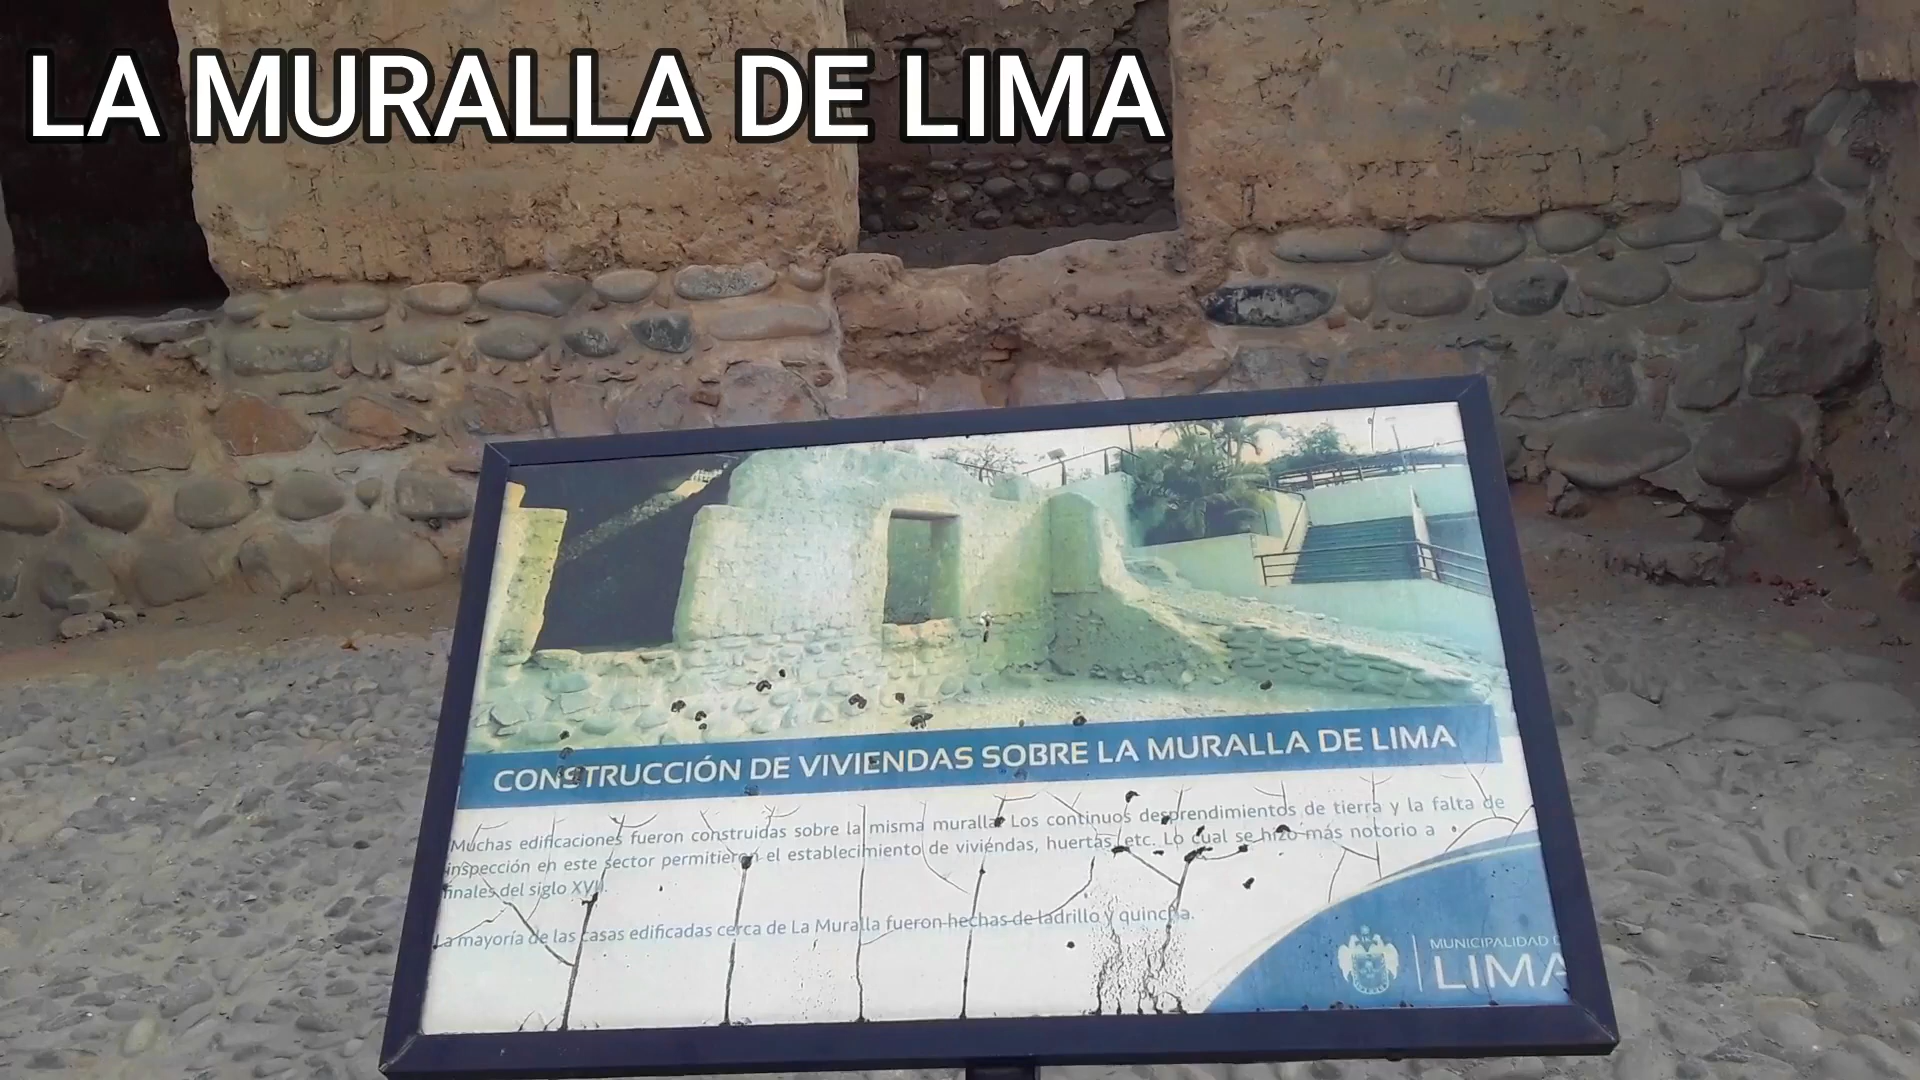 LA MURALLA DE LIMA
CONSTRUCCIÓN DE VIVIENDAS SOBRE LA MURALLA DE LIMA
Muchas edificaciones fueron construidas sobre la misma muralla. Los continuos desprendimientos de tierra y la falta de
inspección en este sector permitieron el establecimiento de viviendas, huertas, etc. Lo cual se hizo más notorio a
finales del siglo XVII.
La mayoría de las casas edificadas cerca de La Muralla fueron hechas de ladrillo y quincha.
MUNICIPALIDAD D
LIMA